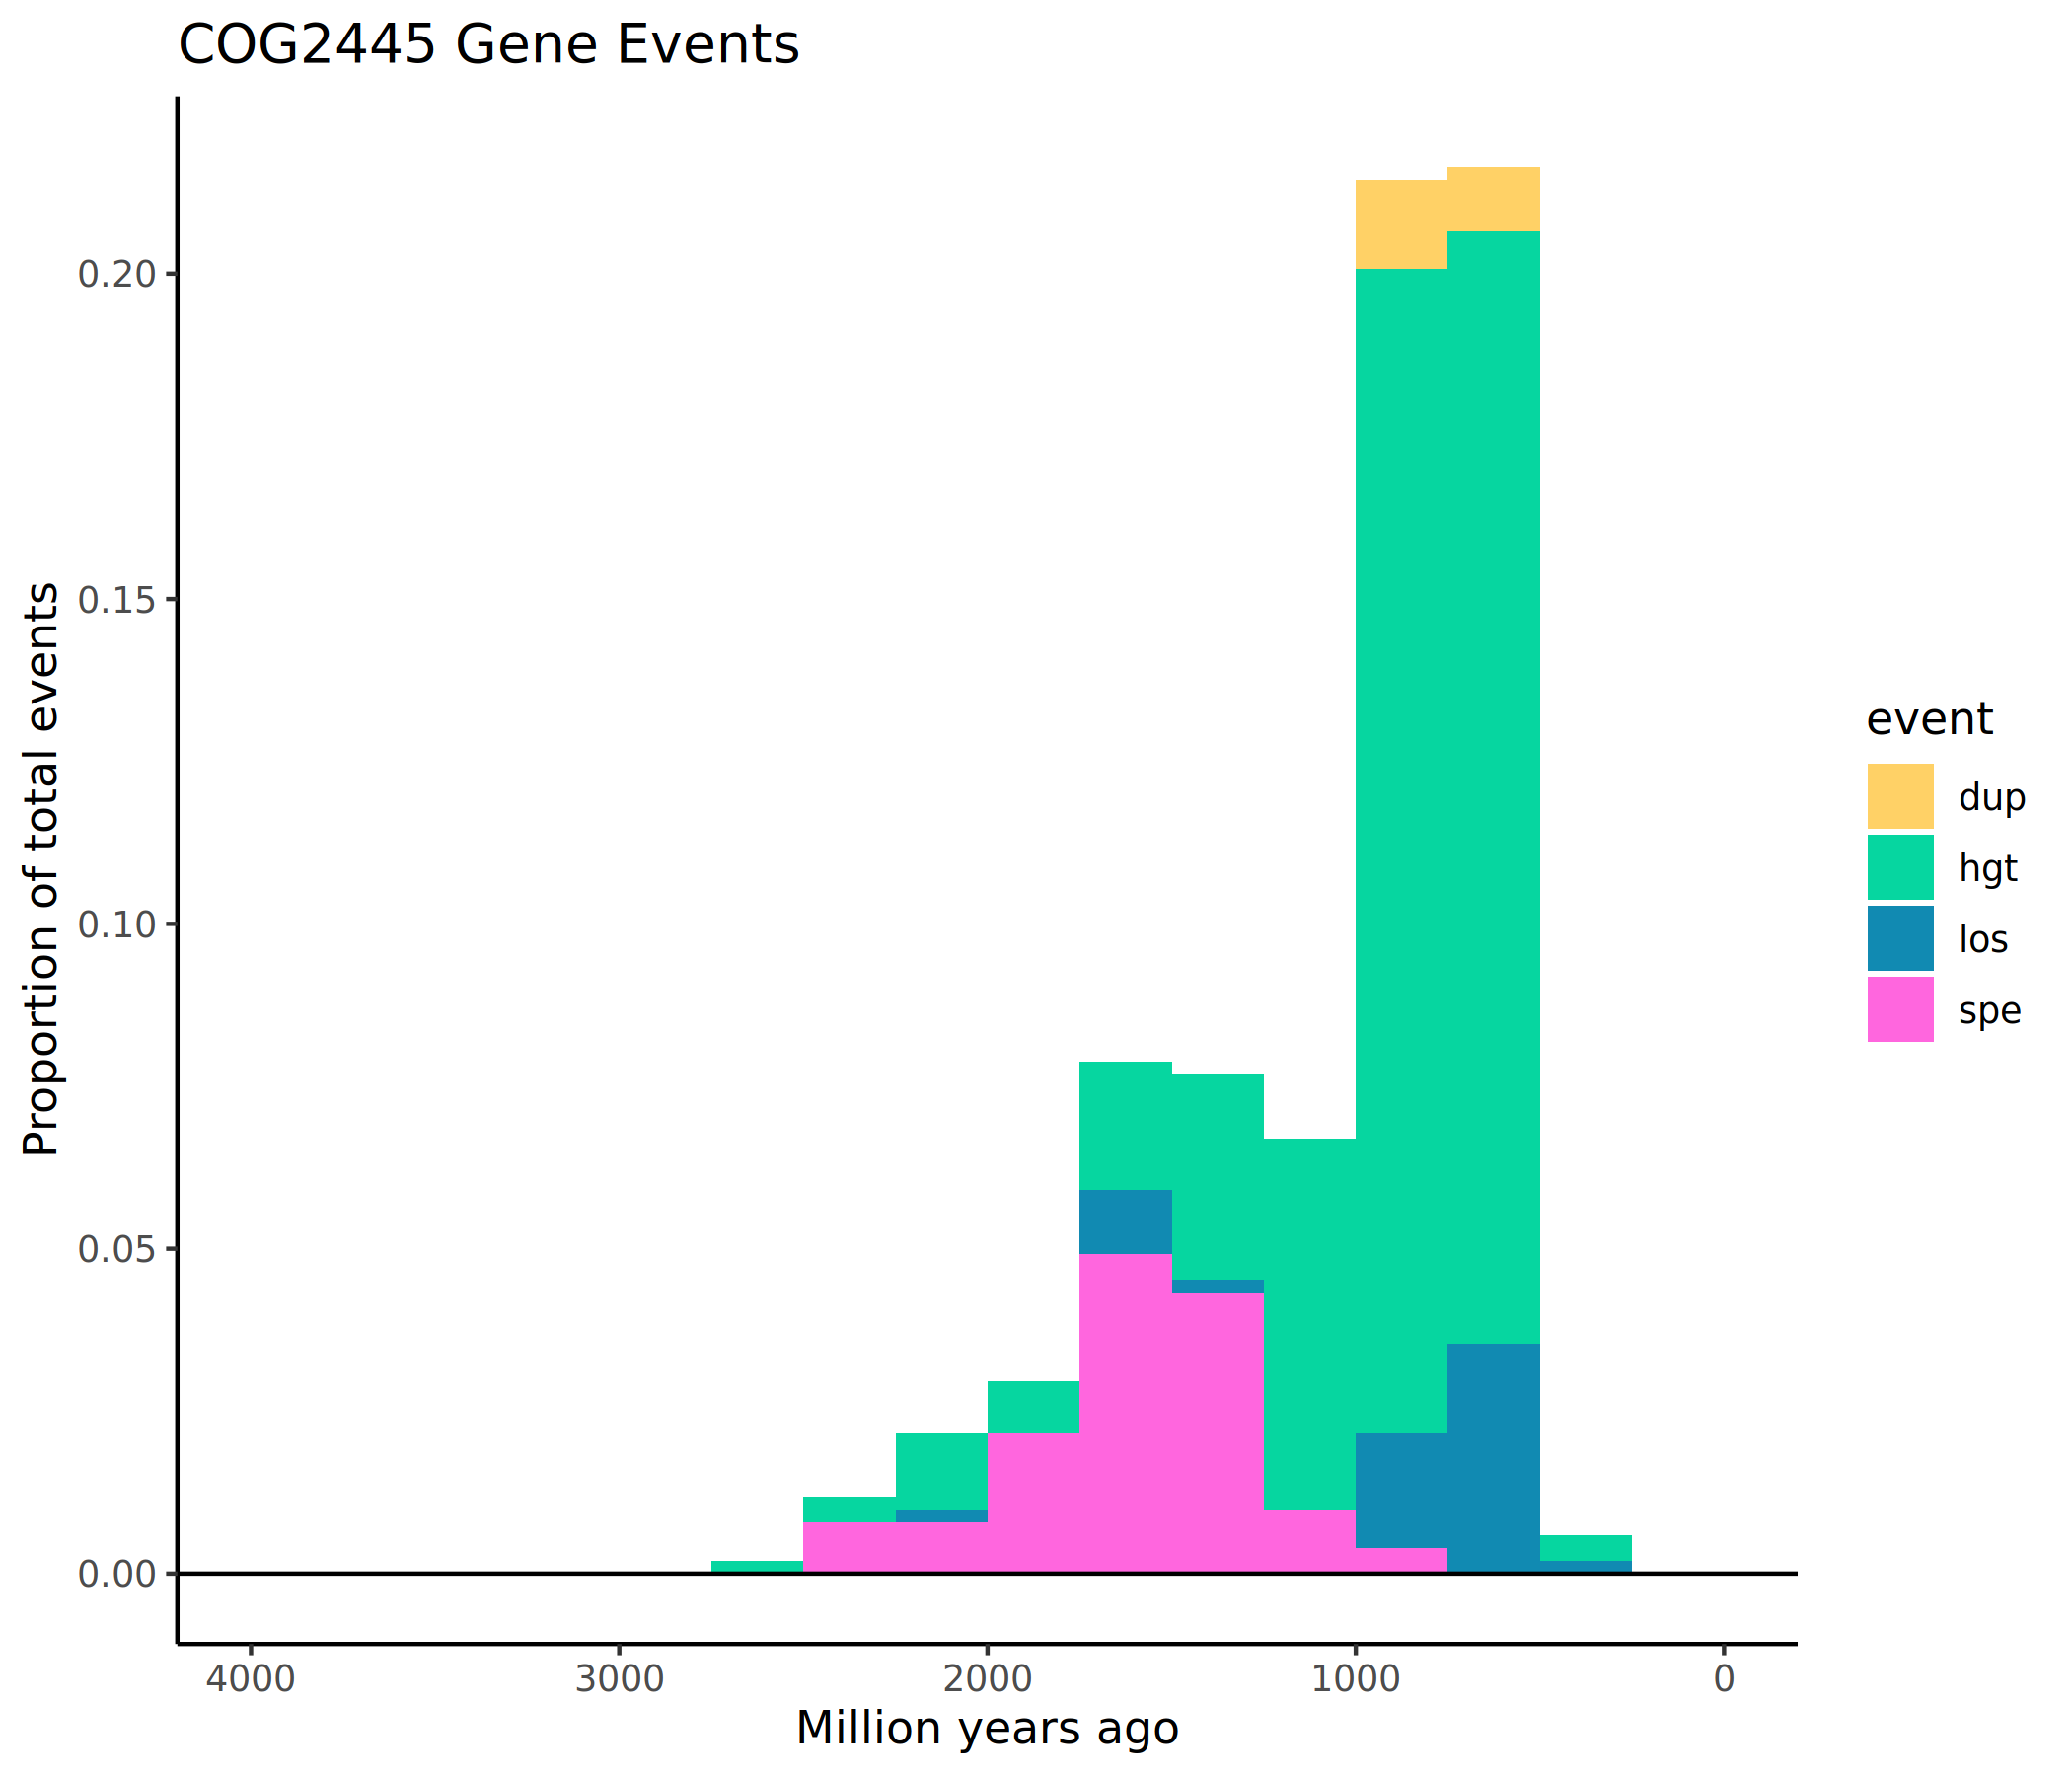 COG2445 Gene Events
Proportion of total events
0.20
0.15
0.10
0.05
0.00
4000 3000 2000 1000 0
Million years ago
event
dup
hgt
los
spe